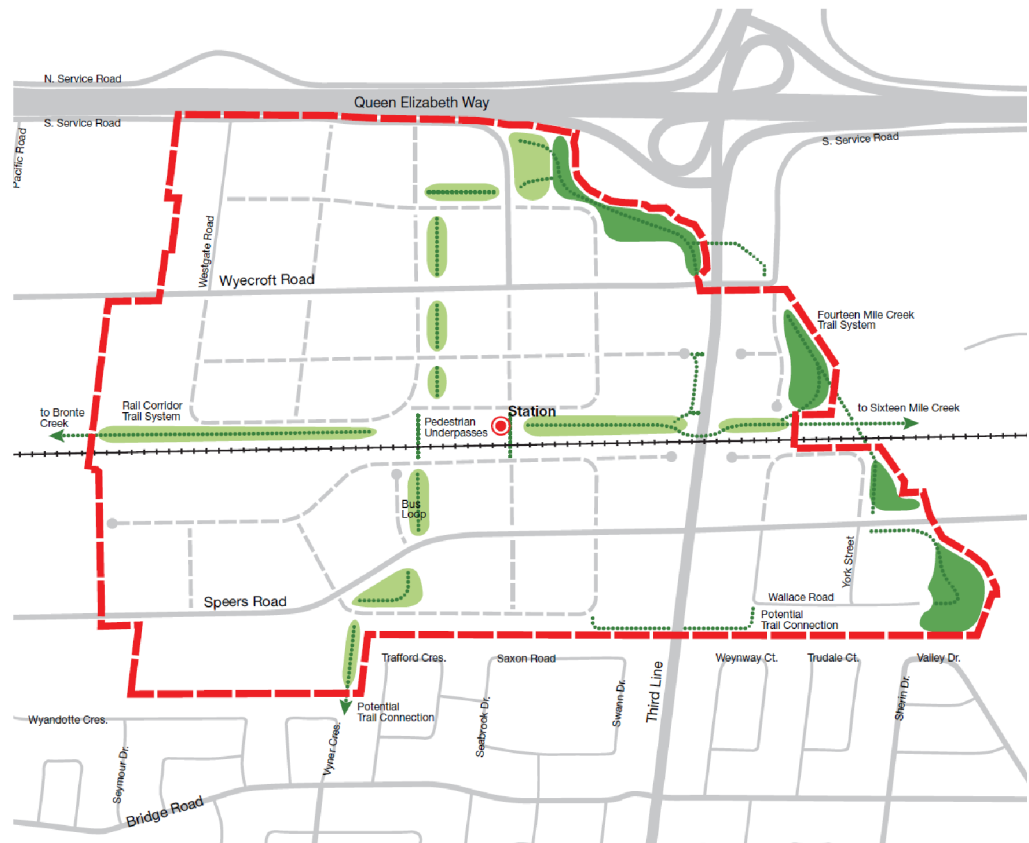 N. Service Road
Queen Elizabeth Way
S. Service Road
S. Service Road
Pacific Road
Westgate Road
Wyecroft Road
Fourteen Mile Creek
Trail System
to Bronte
Creek
Rail Corridor
Trail System
Station
Pedestrian
Underpasses
to Sixteen Mile Creek
Bus
Loop
York Street
Speers Road
Wallace Road
Potential
Trail Connection
Trafford Cres.
Saxon Road
Weynway Ct.
Trudale Ct.
Valley Dr.
Third Line
Swann Dr.
Sherin Dr.
Seabrook Dr.
Potential
Trail Connection
Wyandotte Cres.
Vyner Cres.
Seymour Dr.
Bridge Road